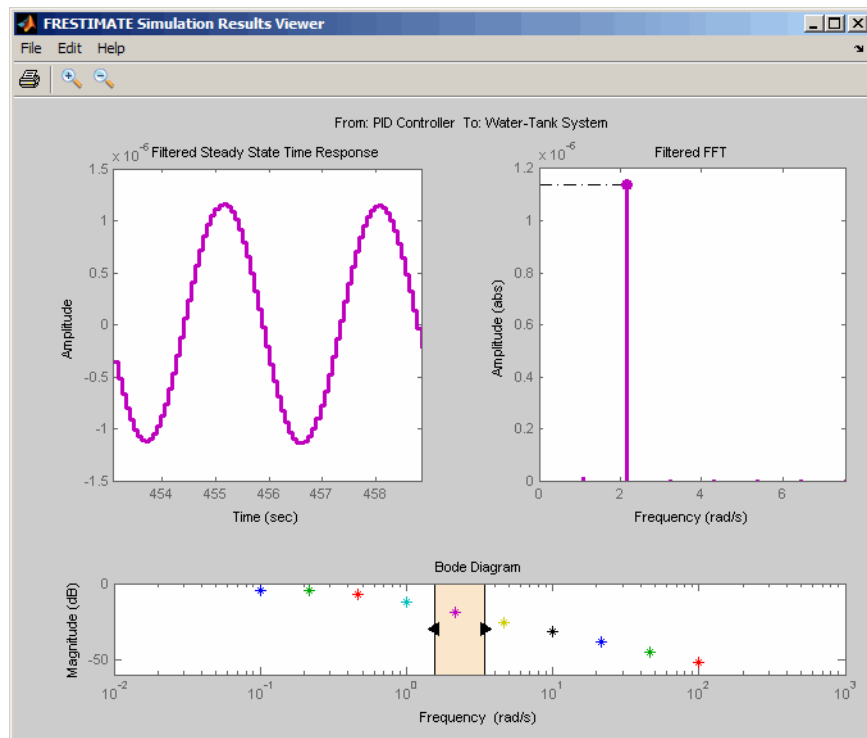 FRESTIMATE Simulation Results Viewer
File Edit Help
From: PID Controller To: Water-Tank System
x 10^-6 Filtered Steady State Time Response
1.5
1
0.5
0
-0.5
-1
-1.5
Amplitude
454 455 456 457 458
Time (sec)
x 10^-6 Filtered FFT
1.2
1
0.8
0.6
0.4
0.2
0
Amplitude (abs)
0 2 4 6
Frequency (rad/s)
Bode Diagram
0
-50
Magnitude (dB)
10^-2 10^-1 10^0 10^1 10^2 10^3
Frequency (rad/s)